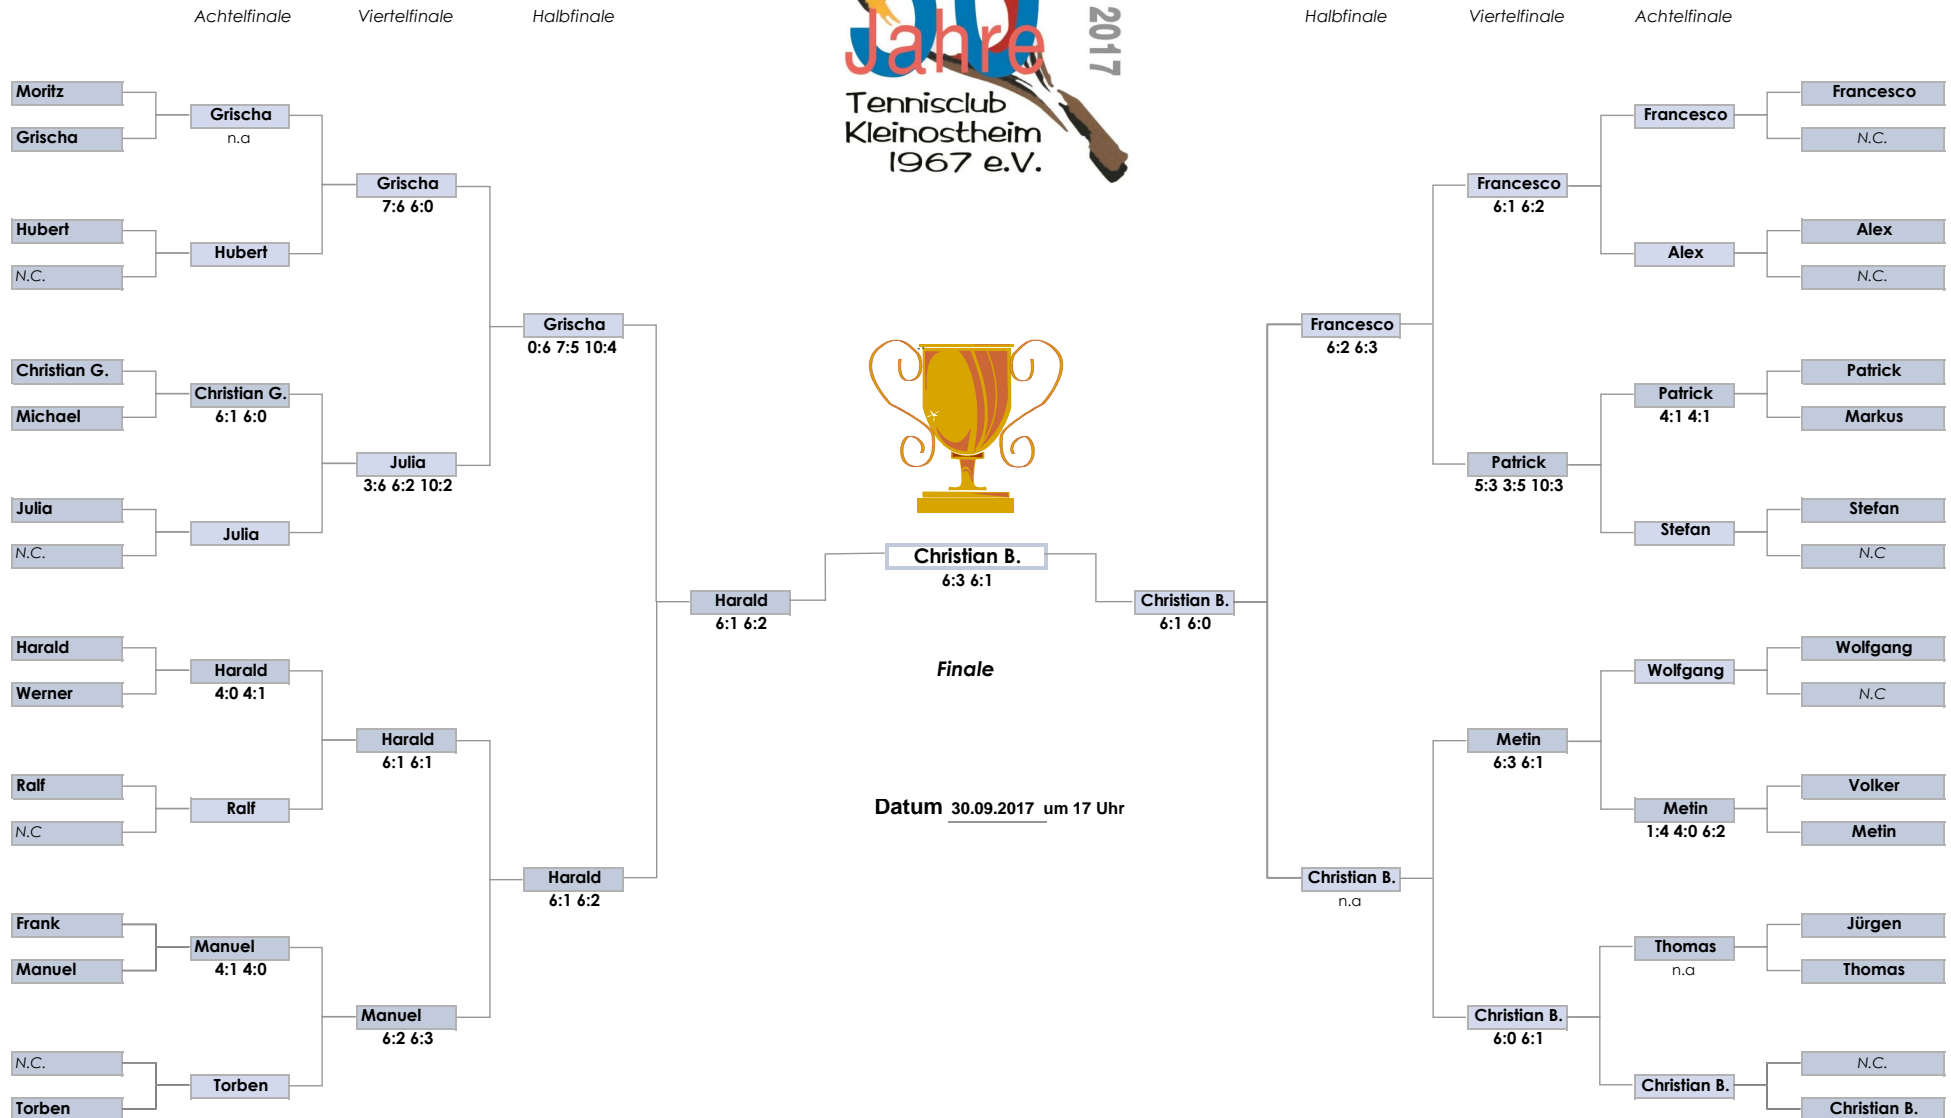 Achtelfinale Viertelfinale Halbfinale
Jahre
2017
Tennisclub
Kleinostheim
1967 e.V.
Halbfinale Viertelfinale Achtelfinale
Moritz
Grischa
Hubert
N.C.
Christian G.
Michael
Julia
N.C.
Harald
Werner
Ralf
N.C
Frank
Manuel
N.C.
Torben
Grischa
n.a
Hubert
Christian G.
6:1 6:0
Julia
Harald
4:0 4:1
Ralf
Manuel
4:1 4:0
Torben
Grischa
7:6 6:0
Julia
3:6 6:2 10:2
Harald
6:1 6:1
Manuel
6:2 6:3
Grischa
0:6 7:5 10:4
Harald
6:1 6:2
Harald
6:1 6:2
Christian B.
6:3 6:1
Finale
Datum 30.09.2017 um 17 Uhr
Christian B.
6:1 6:0
Francesco
6:2 6:3
Christian B.
n.a
Francesco
6:1 6:2
Patrick
5:3 3:5 10:3
Metin
6:3 6:1
Christian B.
6:0 6:1
Francesco
Alex
Patrick
4:1 4:1
Stefan
Wolfgang
Metin
1:4 4:0 6:2
Thomas
n.a
Christian B.
Francesco
N.C.
Alex
N.C.
Patrick
Markus
Stefan
N.C
Wolfgang
N.C
Volker
Metin
Jürgen
Thomas
N.C.
Christian B.